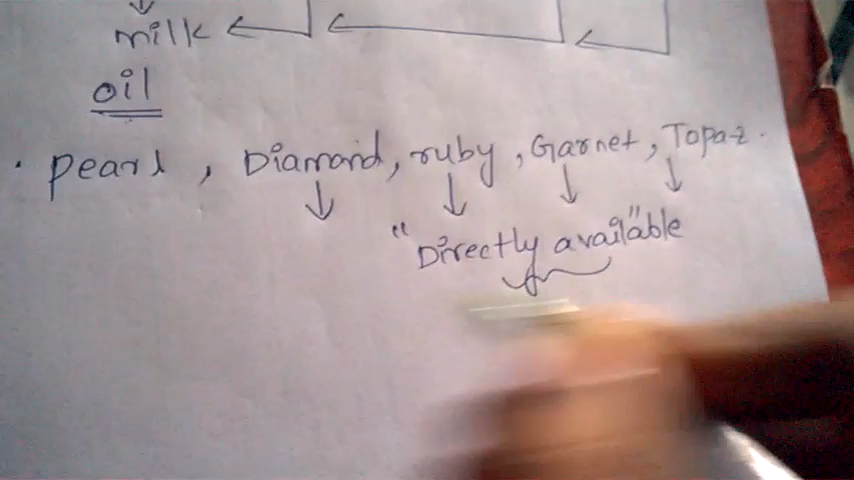 milk
oil
. pearl , Diamond, ruby , Garnet , Topaz.
"Directly available"